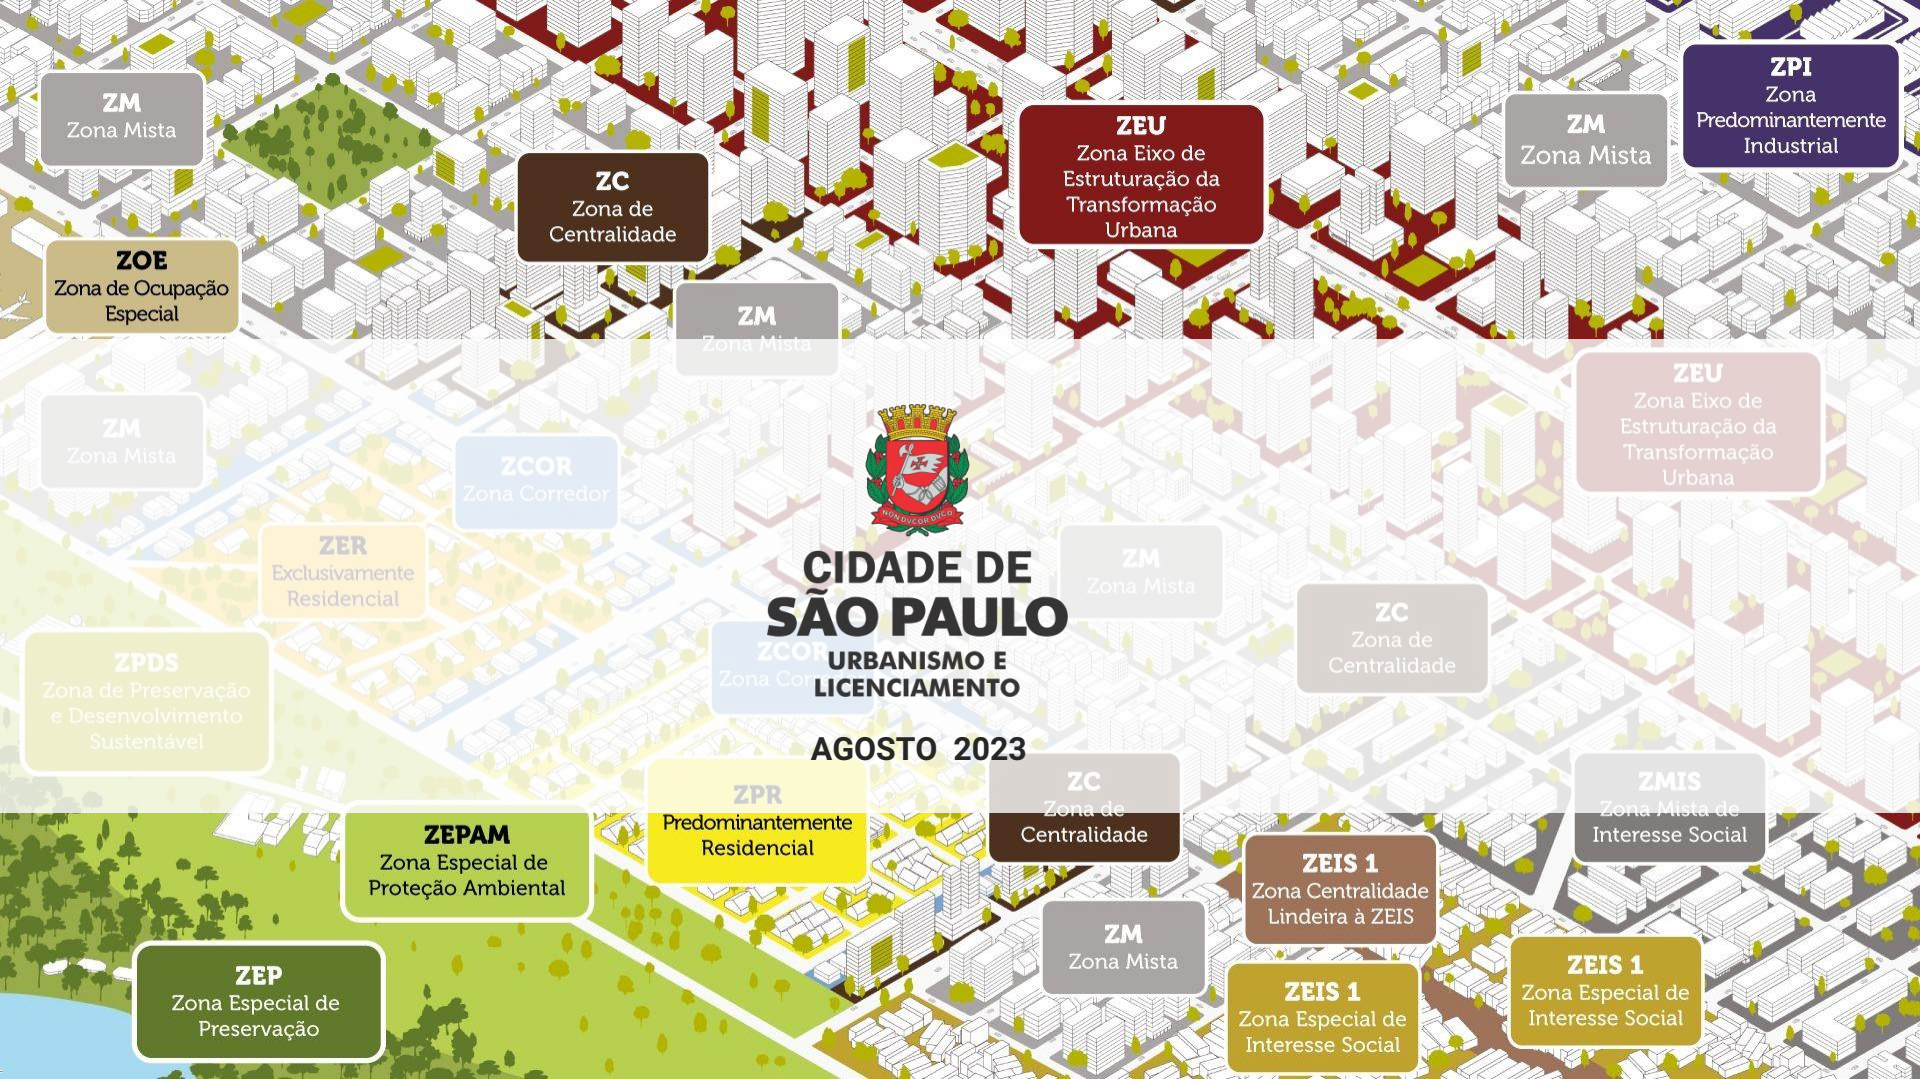 ZM
Zona Mista
ZPI
Zona
Predominantemente
Industrial
ZEU
Zona Eixo de
Estruturação da
Transformação
Urbana
ZM
Zona Mista
ZC
Zona de
Centralidade
ZOE
Zona de Ocupação
Especial
ZM
Zona Mista
ZEU
Zona Eixo de
Estruturação da
Transformação
Urbana
ZM
Zona Mista
ZCOR
Zona Corredor
NON DVCOR DVCO
ZER
Exclusivamente
Residencial
CIDADE DE
SÃO PAULO
URBANISMO E
LICENCIAMENTO
AGOSTO 2023
ZM
Zona Mista
ZC
Zona de
Centralidade
ZCOR
Zona
ZPDS
Zona de Preservação
e Desenvolvimento
Sustentável
ZPR
Predominantemente
Residencial
ZC
Zona de
Centralidade
ZMIS
Zona Mista de
Interesse Social
ZEPAM
Zona Especial de
Proteção Ambiental
ZEIS 1
Zona Centralidade
Lindeira à ZEIS
ZM
Zona Mista
ZEP
Zona Especial de
Preservação
ZEIS 1
Zona Especial de
Interesse Social
ZEIS 1
Zona Especial de
Interesse Social